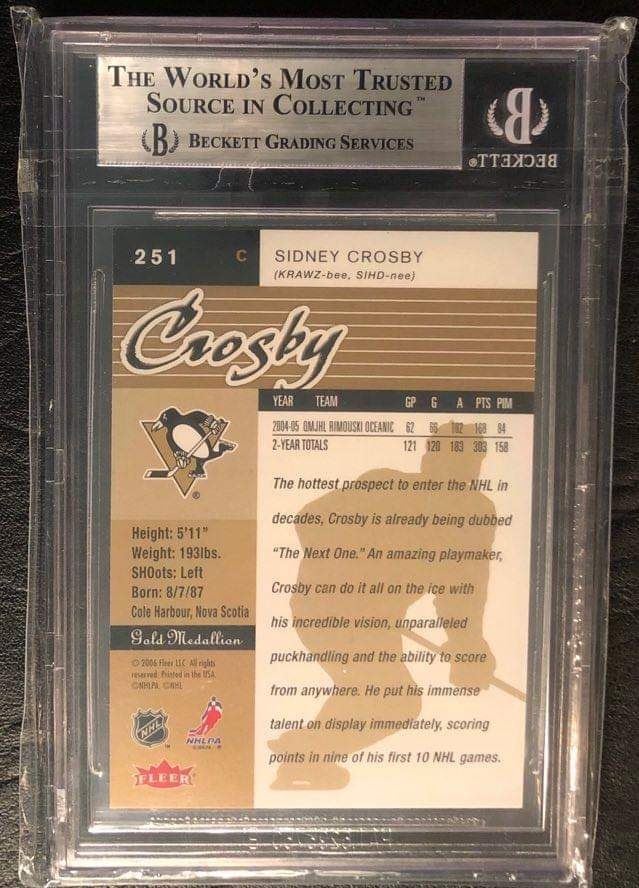 THE WORLD'S MOST TRUSTED
SOURCE IN COLLECTING™
B BECKETT GRADING SERVICES
B
BECKETT®
251 C SIDNEY CROSBY
(KRAWZ-bee, SIHD-nee)
Crosby
YEAR TEAM GP G A PTS PIM
2004-05 QMJHL RIMOUSKI OCEANIC 62 66 102 168 84
2-YEAR TOTALS 121 120 183 303 158
The hottest prospect to enter the NHL in
decades, Crosby is already being dubbed
"The Next One." An amazing playmaker,
Crosby can do it all on the ice with
his incredible vision, unparalleled
puckhandling and the ability to score
from anywhere. He put his immense
talent on display immediately, scoring
points in nine of his first 10 NHL games.
®
Height: 5'11"
Weight: 193lbs.
SHOots: Left
Born: 8/7/87
Cole Harbour, Nova Scotia
Gold Medallion
© 2006 Fleer LLC All rights
reserved. Printed in the USA.
©NHLPA. ©NHL
NHL
™
NHLPA
FLEER